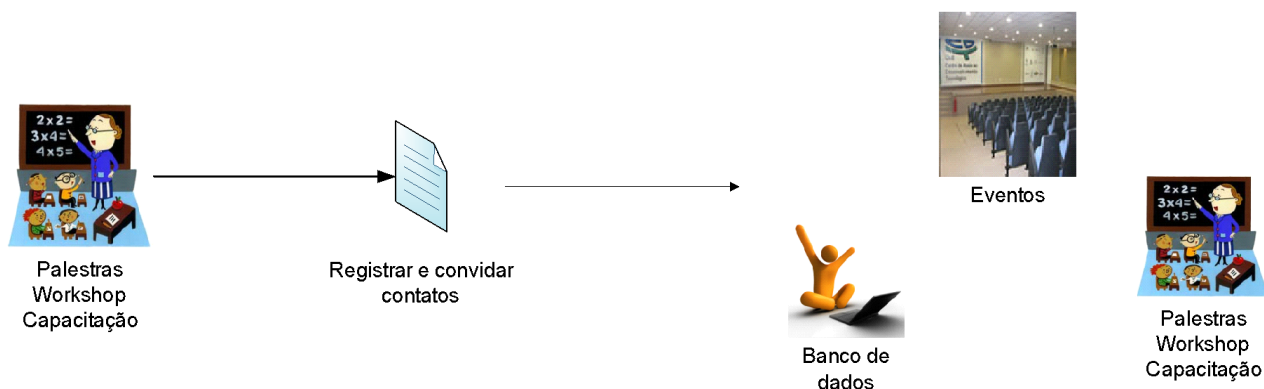 2x2=
3x4=
4x5=
Palestras
Workshop
Capacitação
Registrar e convidar
contatos
Eventos
Banco de
dados
2x2=
3x4=
4x5=
Palestras
Workshop
Capacitação